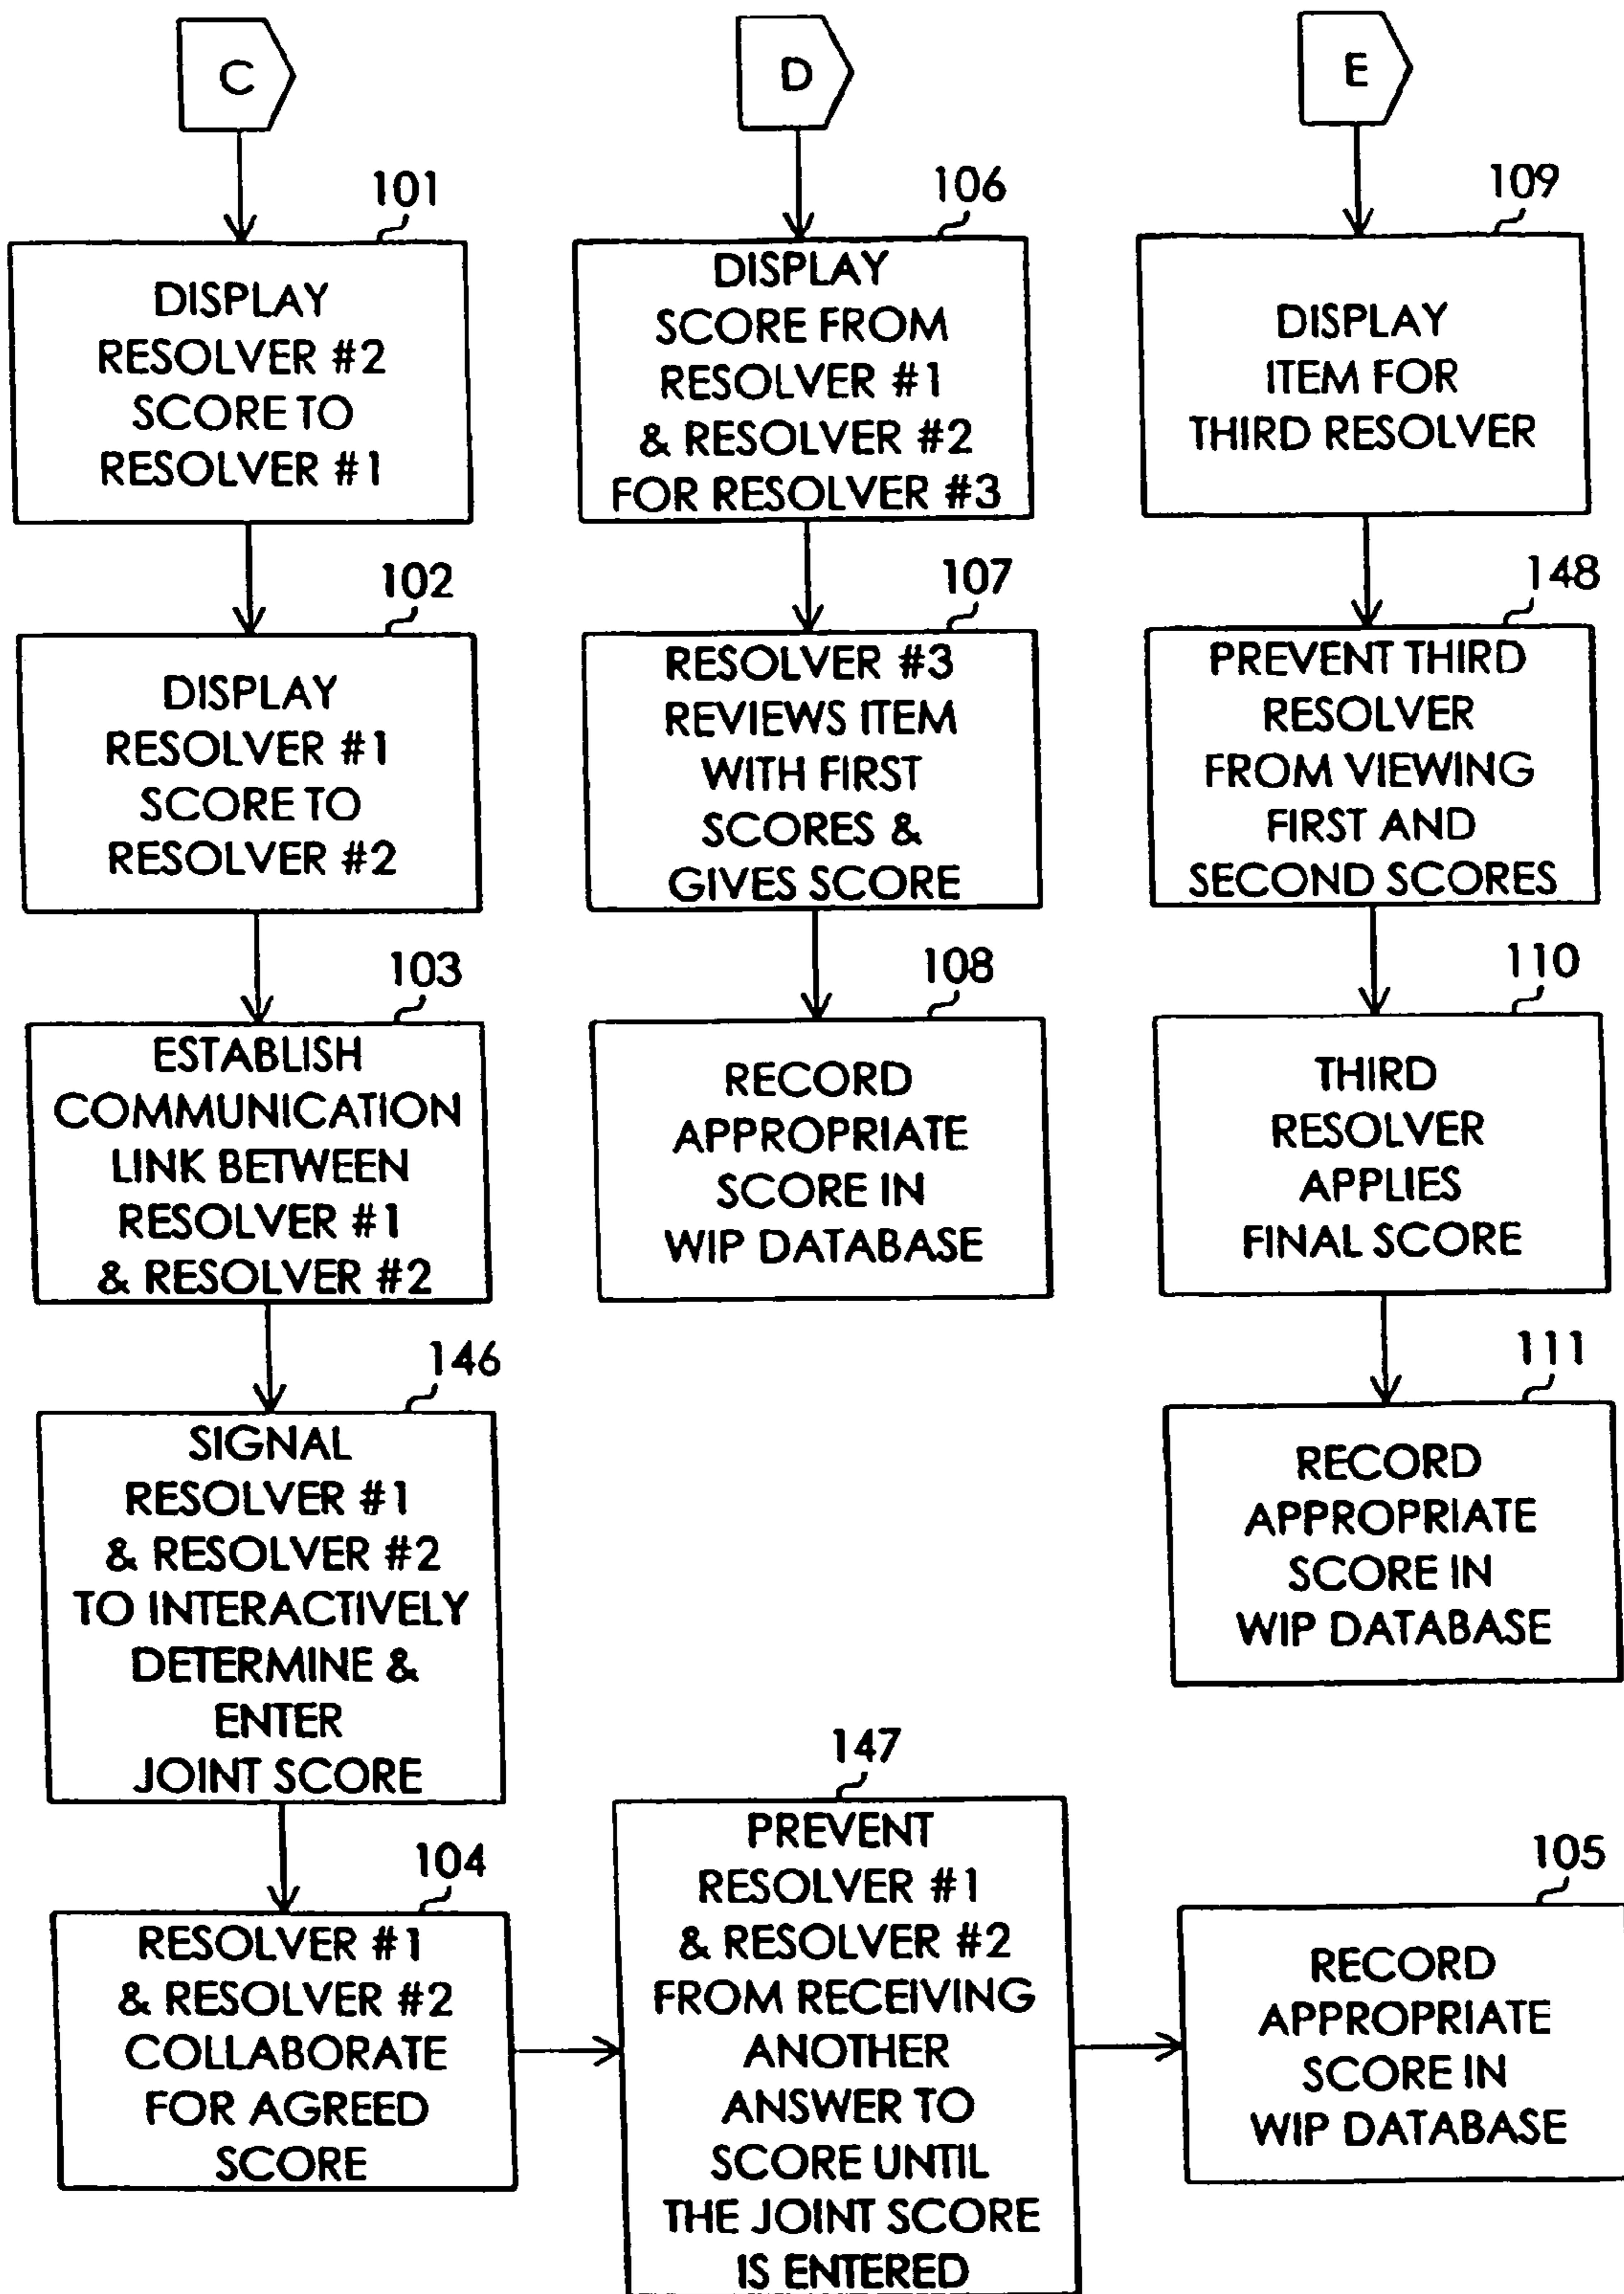 C
101
DISPLAY
RESOLVER #2
SCORE TO
RESOLVER #1
102
DISPLAY
RESOLVER #1
SCORE TO
RESOLVER #2
103
ESTABLISH
COMMUNICATION
LINK BETWEEN
RESOLVER #1
& RESOLVER #2
146
SIGNAL
RESOLVER #1
& RESOLVER #2
TO INTERACTIVELY
DETERMINE &
ENTER
JOINT SCORE
104
RESOLVER #1
& RESOLVER #2
COLLABORATE
FOR AGREED
SCORE
147
PREVENT
RESOLVER #1
& RESOLVER #2
FROM RECEIVING
ANOTHER
ANSWER TO
SCORE UNTIL
THE JOINT SCORE
IS ENTERED
105
RECORD
APPROPRIATE
SCORE IN
WIP DATABASE
D
106
DISPLAY
SCORE FROM
RESOLVER #1
& RESOLVER #2
FOR RESOLVER #3
107
RESOLVER #3
REVIEWS ITEM
WITH FIRST
SCORES &
GIVES SCORE
108
RECORD
APPROPRIATE
SCORE IN
WIP DATABASE
E
109
DISPLAY
ITEM FOR
THIRD RESOLVER
148
PREVENT THIRD
RESOLVER
FROM VIEWING
FIRST AND
SECOND SCORES
110
THIRD
RESOLVER
APPLIES
FINAL SCORE
111
RECORD
APPROPRIATE
SCORE IN
WIP DATABASE